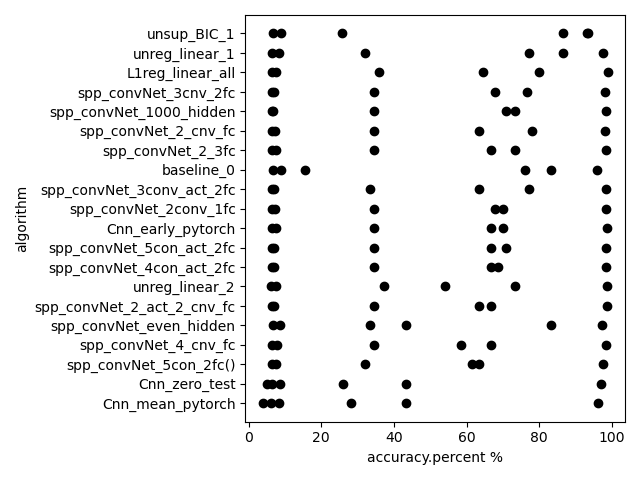 unsup_BIC_1
unreg_linear_1
L1reg_linear_all
spp_convNet_3cnv_2fc
spp_convNet_1000_hidden
spp_convNet_2_cnv_fc
spp_convNet_2_3fc
baseline_0
spp_convNet_3conv_act_2fc
spp_convNet_2conv_1fc
Cnn_early_pytorch
spp_convNet_5con_act_2fc
spp_convNet_4con_act_2fc
unreg_linear_2
spp_convNet_2_act_2_cnv_fc
spp_convNet_even_hidden
spp_convNet_4_cnv_fc
spp_convNet_5con_2fc()
Cnn_zero_test
Cnn_mean_pytorch
algorithm
0 20 40 60 80 100
accuracy.percent %